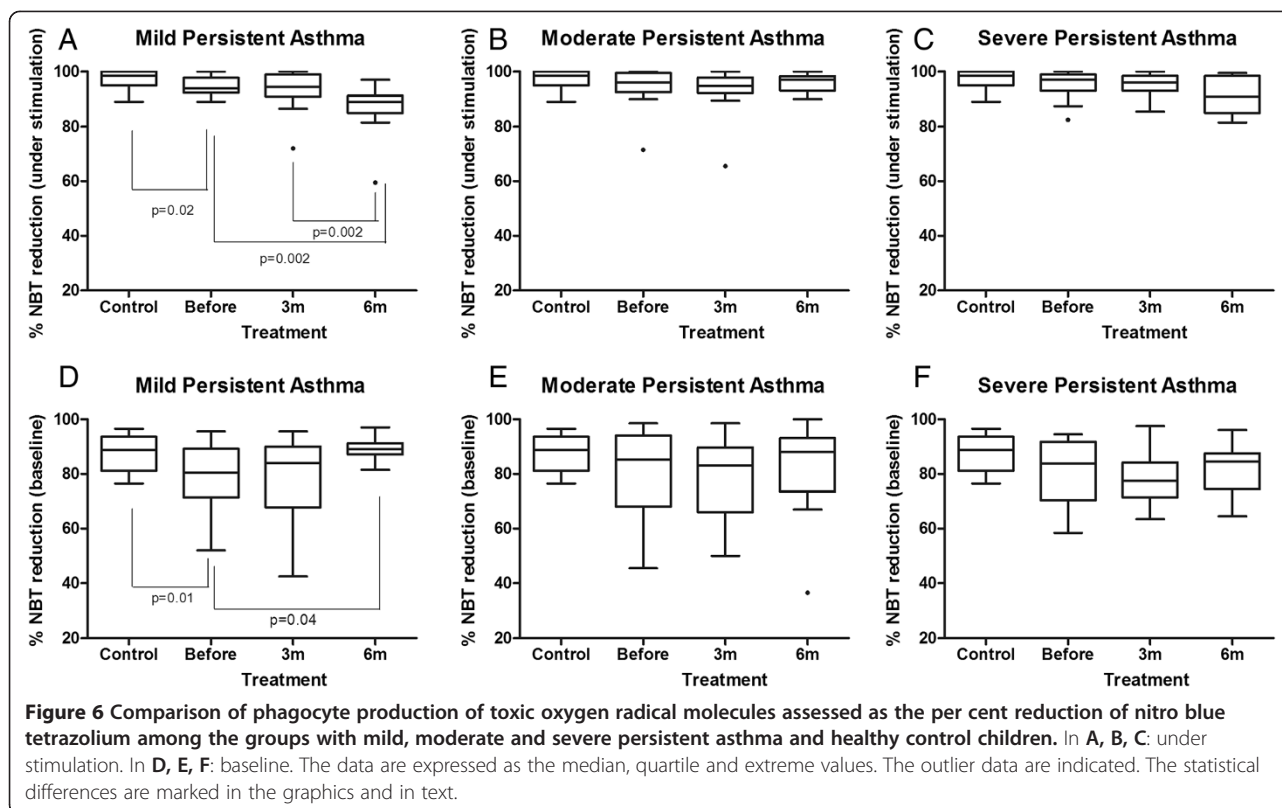 A Mild Persistent Asthma
% NBT reduction (under stimulation)
100
80
60
40
20
p=0.02
p=0.002
p=0.002
Control Before 3m 6m
Treatment
B Moderate Persistent Asthma
% NBT reduction (under stimulation)
100
80
60
40
20
Control Before 3m 6m
Treatment
C Severe Persistent Asthma
% NBT reduction (under stimulation)
100
80
60
40
20
Control Before 3m 6m
Treatment
D Mild Persistent Asthma
% NBT reduction (baseline)
100
80
60
40
20
p=0.01
p=0.04
Control Before 3m 6m
Treatment
E Moderate Persistent Asthma
% NBT reduction (baseline)
100
80
60
40
20
Control Before 3m 6m
Treatment
F Severe Persistent Asthma
% NBT reduction (baseline)
100
80
60
40
20
Control Before 3m 6m
Treatment
Figure 6 Comparison of phagocyte production of toxic oxygen radical molecules assessed as the per cent reduction of nitro blue
tetrazolium among the groups with mild, moderate and severe persistent asthma and healthy control children. In A, B, C: under
stimulation. In D, E, F: baseline. The data are expressed as the median, quartile and extreme values. The outlier data are indicated. The statistical
differences are marked in the graphics and in text.